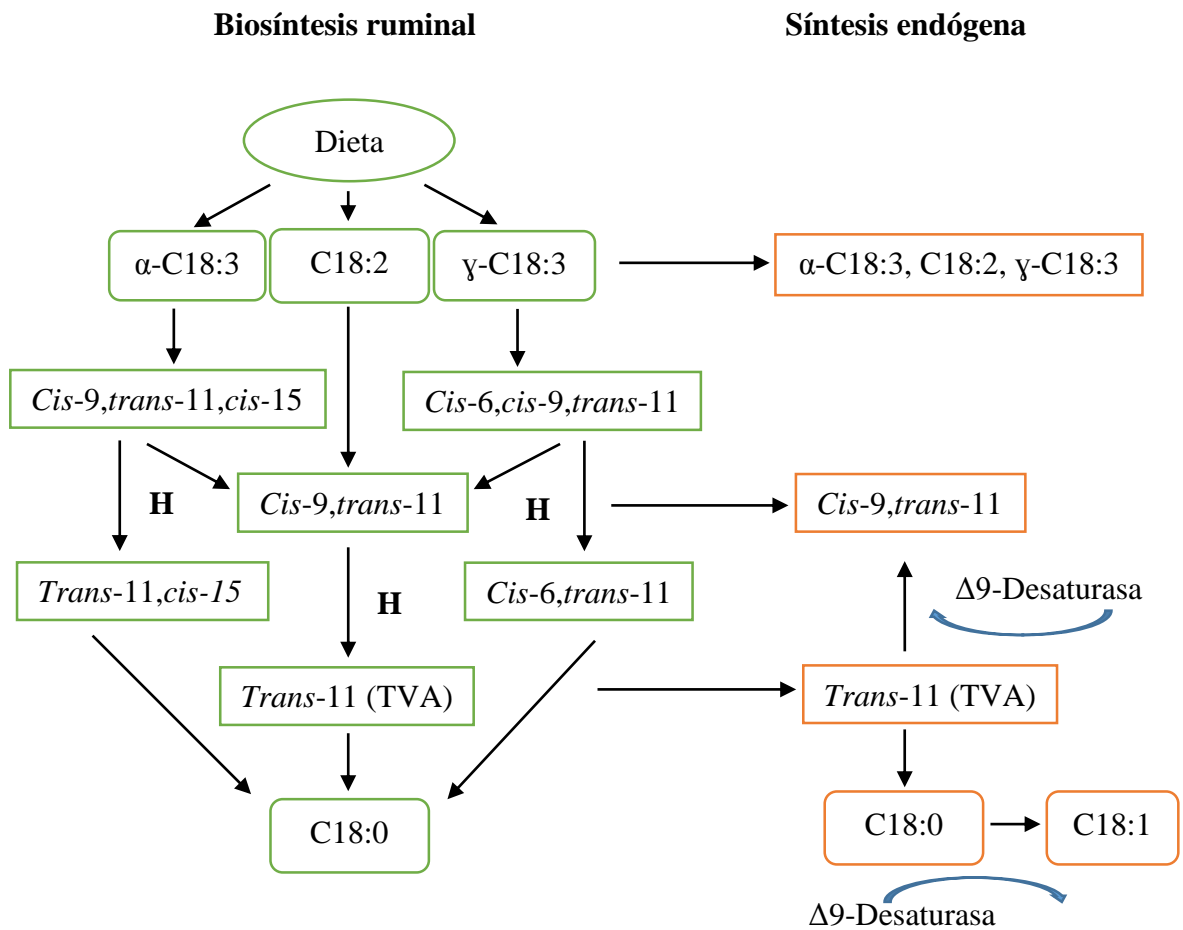 Biosíntesis ruminal
Síntesis endógena
Dieta
α-C18:3
C18:2
ɣ-C18:3
α-C18:3, C18:2, ɣ-C18:3
Cis-9,trans-11,cis-15
Cis-6,cis-9,trans-11
H
Cis-9,trans-11
H
Cis-9,trans-11
Trans-11,cis-15
H
Cis-6,trans-11
Δ9-Desaturasa
Trans-11 (TVA)
Trans-11 (TVA)
C18:0
C18:0
C18:1
Δ9-Desaturasa